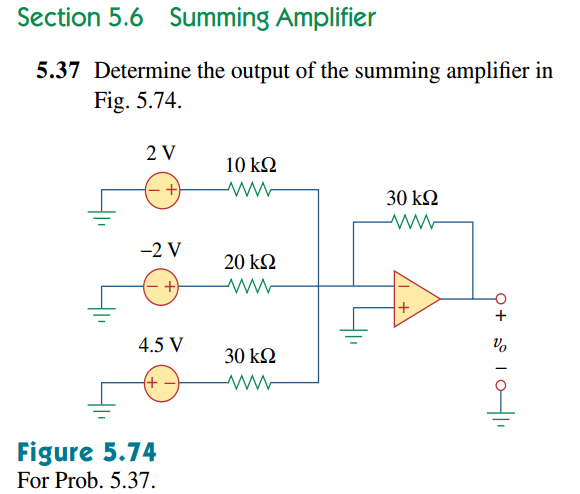 Section 5.6 Summing Amplifier
5.37 Determine the output of the summing amplifier in
Fig. 5.74.
2 V
10 kΩ
− +
30 kΩ
−2 V
20 kΩ
− +
−
+
+
4.5 V
vo
30 kΩ
−
+ −
Figure 5.74
For Prob. 5.37.